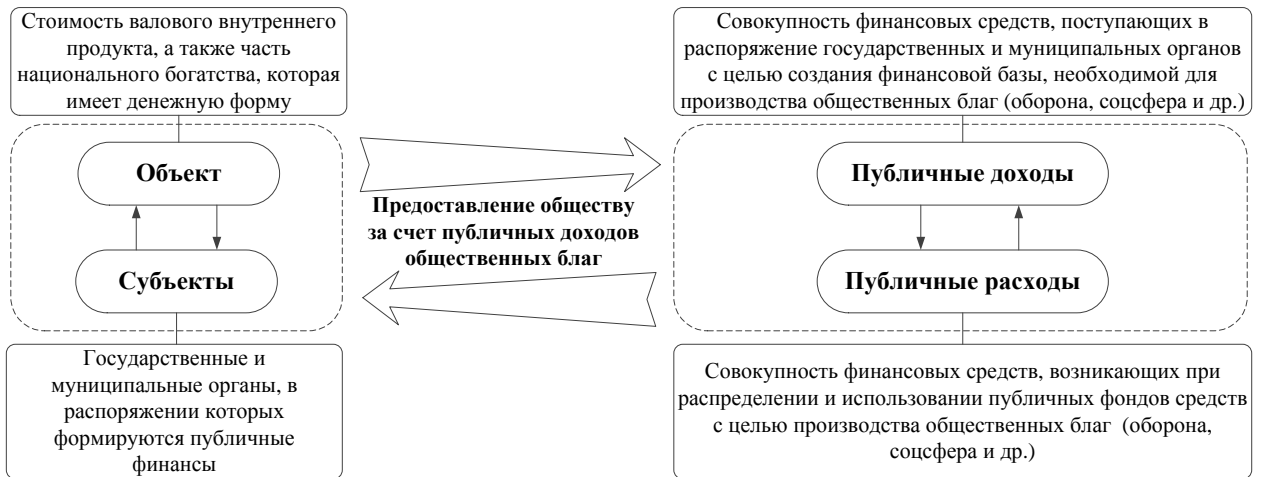 Стоимость валового внутреннего
продукта, а также часть
национального богатства, которая
имеет денежную форму
Совокупность финансовых средств, поступающих в
распоряжение государственных и муниципальных органов
с целью создания финансовой базы, необходимой для
производства общественных благ (оборона, соцсфера и др.)
Объект
Субъекты
Предоставление обществу
за счет публичных доходов
общественных благ
Публичные доходы
Публичные расходы
Государственные и
муниципальные органы, в
распоряжении которых
формируются публичные
финансы
Совокупность финансовых средств, возникающих при
распределении и использовании публичных фондов средств
с целью производства общественных благ (оборона,
соцсфера и др.)